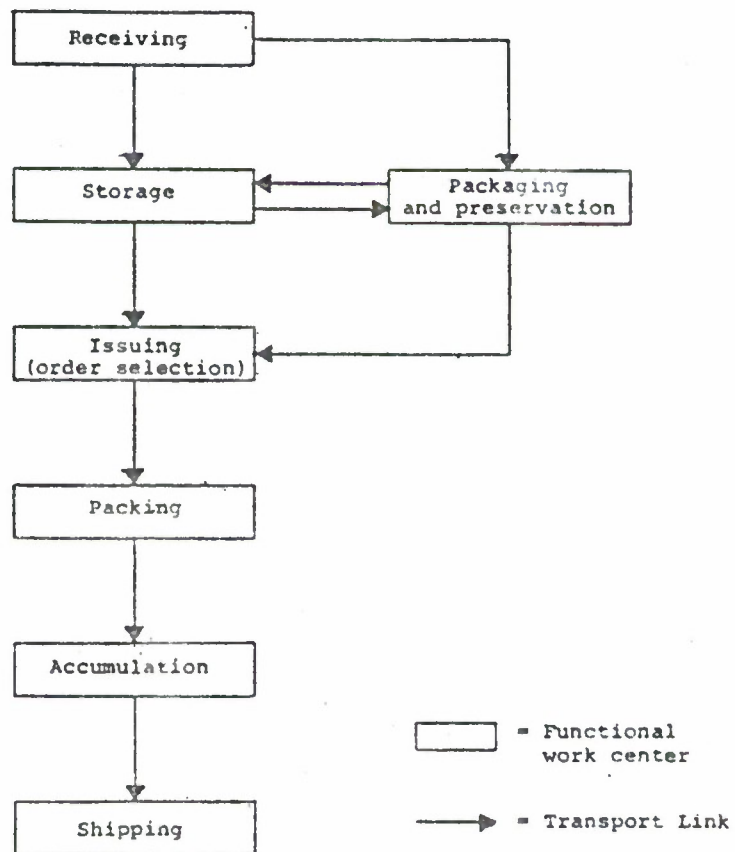 Receiving
Storage
Packaging
and preservation
Issuing
(order selection)
Packing
Accumulation
Shipping
= Functional
work center
= Transport Link